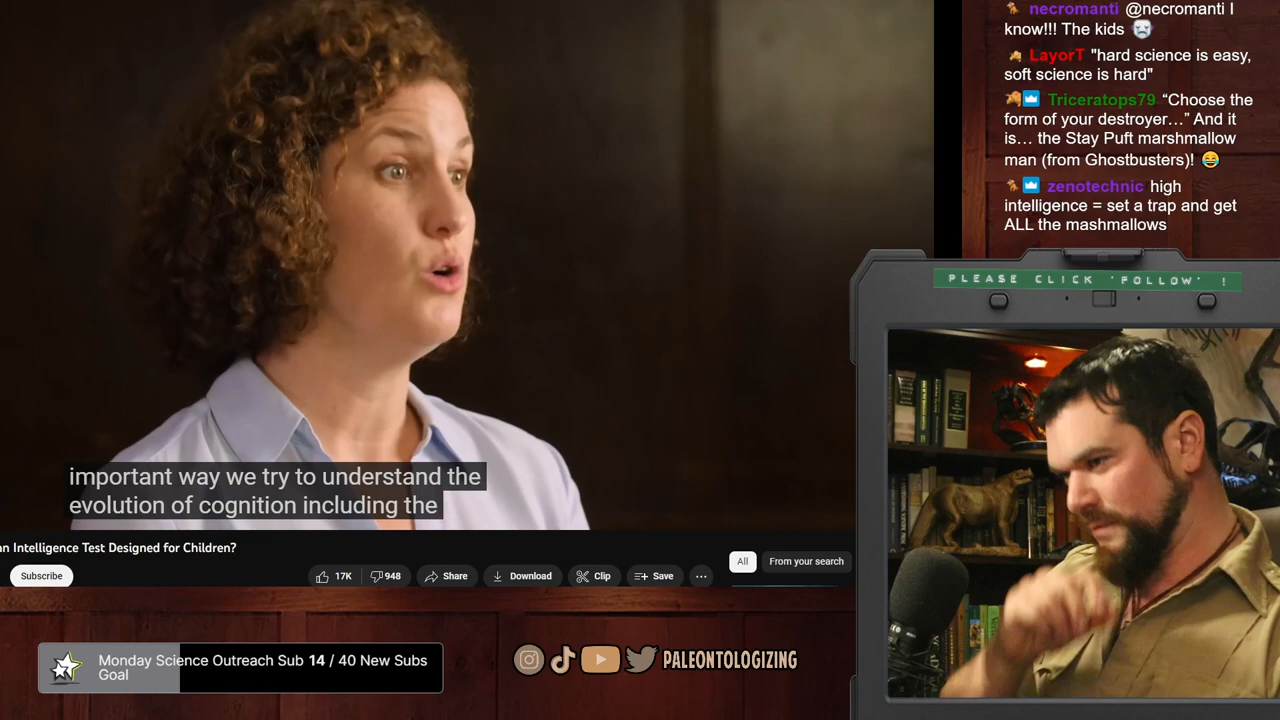 necromanti @necromanti I
know!!! The kids
LayorT "hard science is easy,
soft science is hard"
Triceratops79 “Choose the
form of your destroyer…” And it
is… the Stay Puft marshmallow
man (from Ghostbusters)!
zenotechnic high
intelligence = set a trap and get
ALL the mashmallows
PLEASE CLICK 'FOLLOW' !
important way we try to understand the
evolution of cognition including the
an Intelligence Test Designed for Children?
Subscribe
17K
948
Share
Download
Clip
Save
All
From your search
Monday Science Outreach Sub 14 / 40 New Subs
Goal
PALEONTOLOGIZING